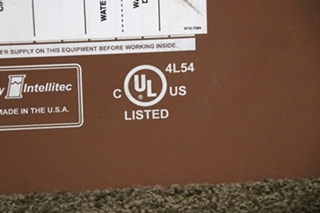 WATE
R SUPPLY ON THIS EQUIPMENT BEFORE WORKING INSIDE.
y Intellitec
MADE IN THE U.S.A.
4L54
C UL US
LISTED